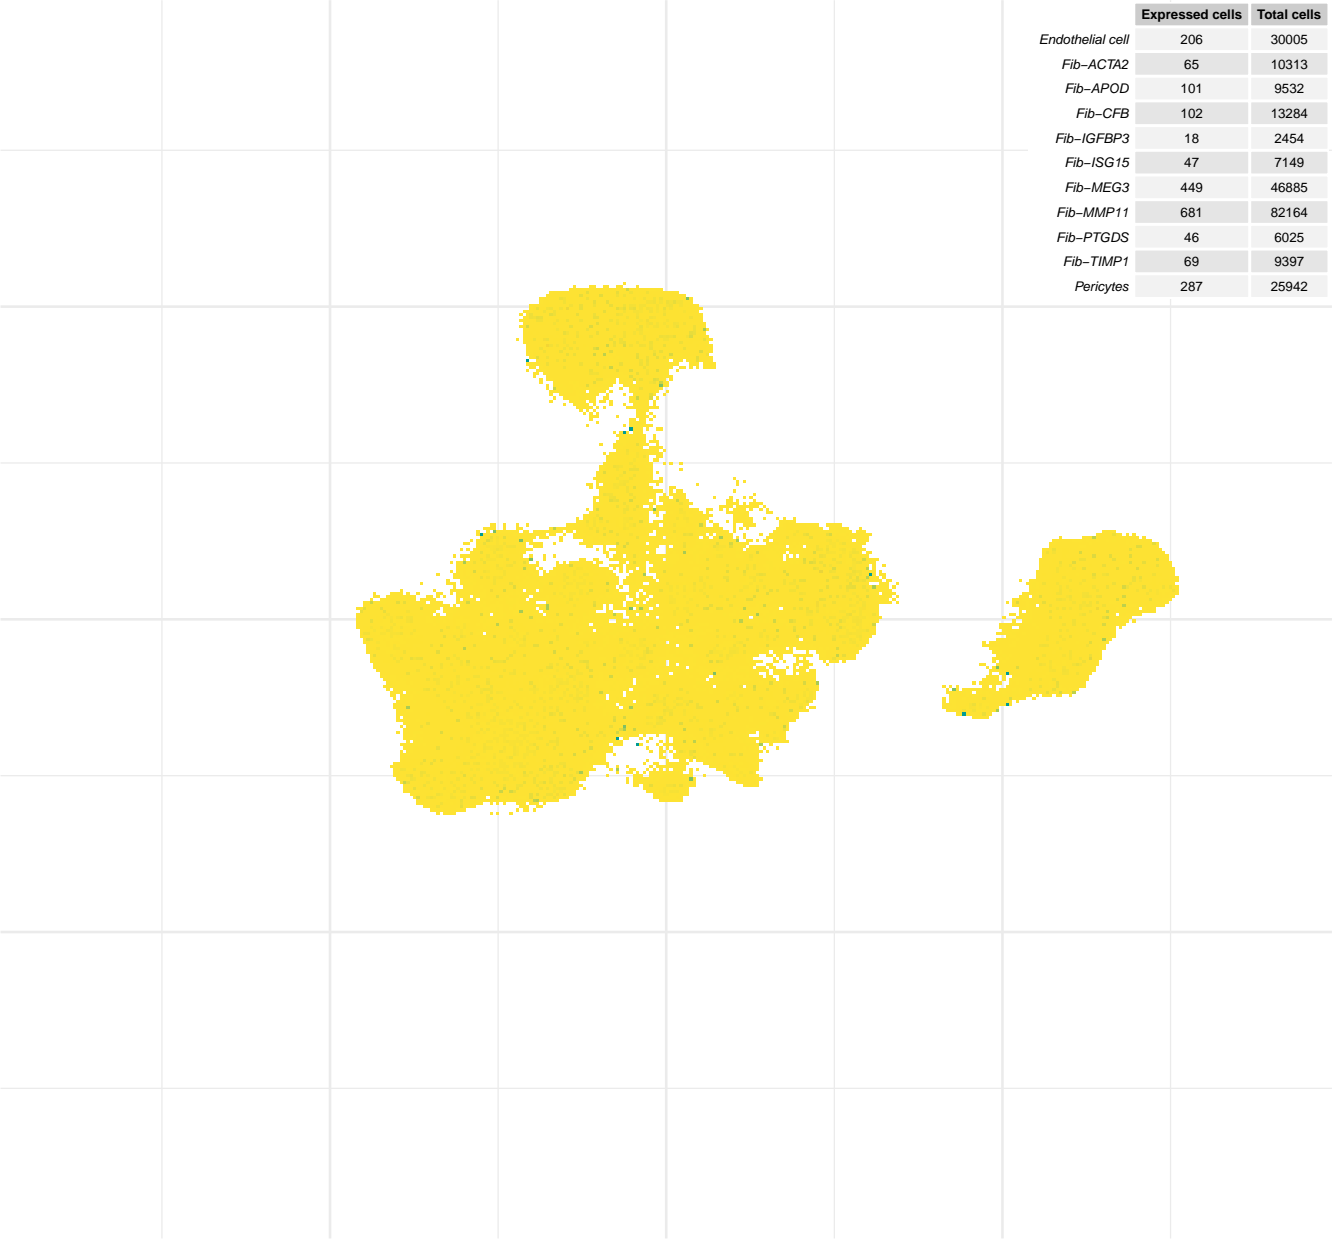 Expressed cells Total cells
Endothelial cell 206 30005
Fib−ACTA2 65 10313
Fib−APOD 101 9532
Fib−CFB 102 13284
Fib−IGFBP3 18 2454
Fib−ISG15 47 7149
Fib−MEG3 449 46885
Fib−MMP11 681 82164
Fib−PTGDS 46 6025
Fib−TIMP1 69 9397
Pericytes 287 25942